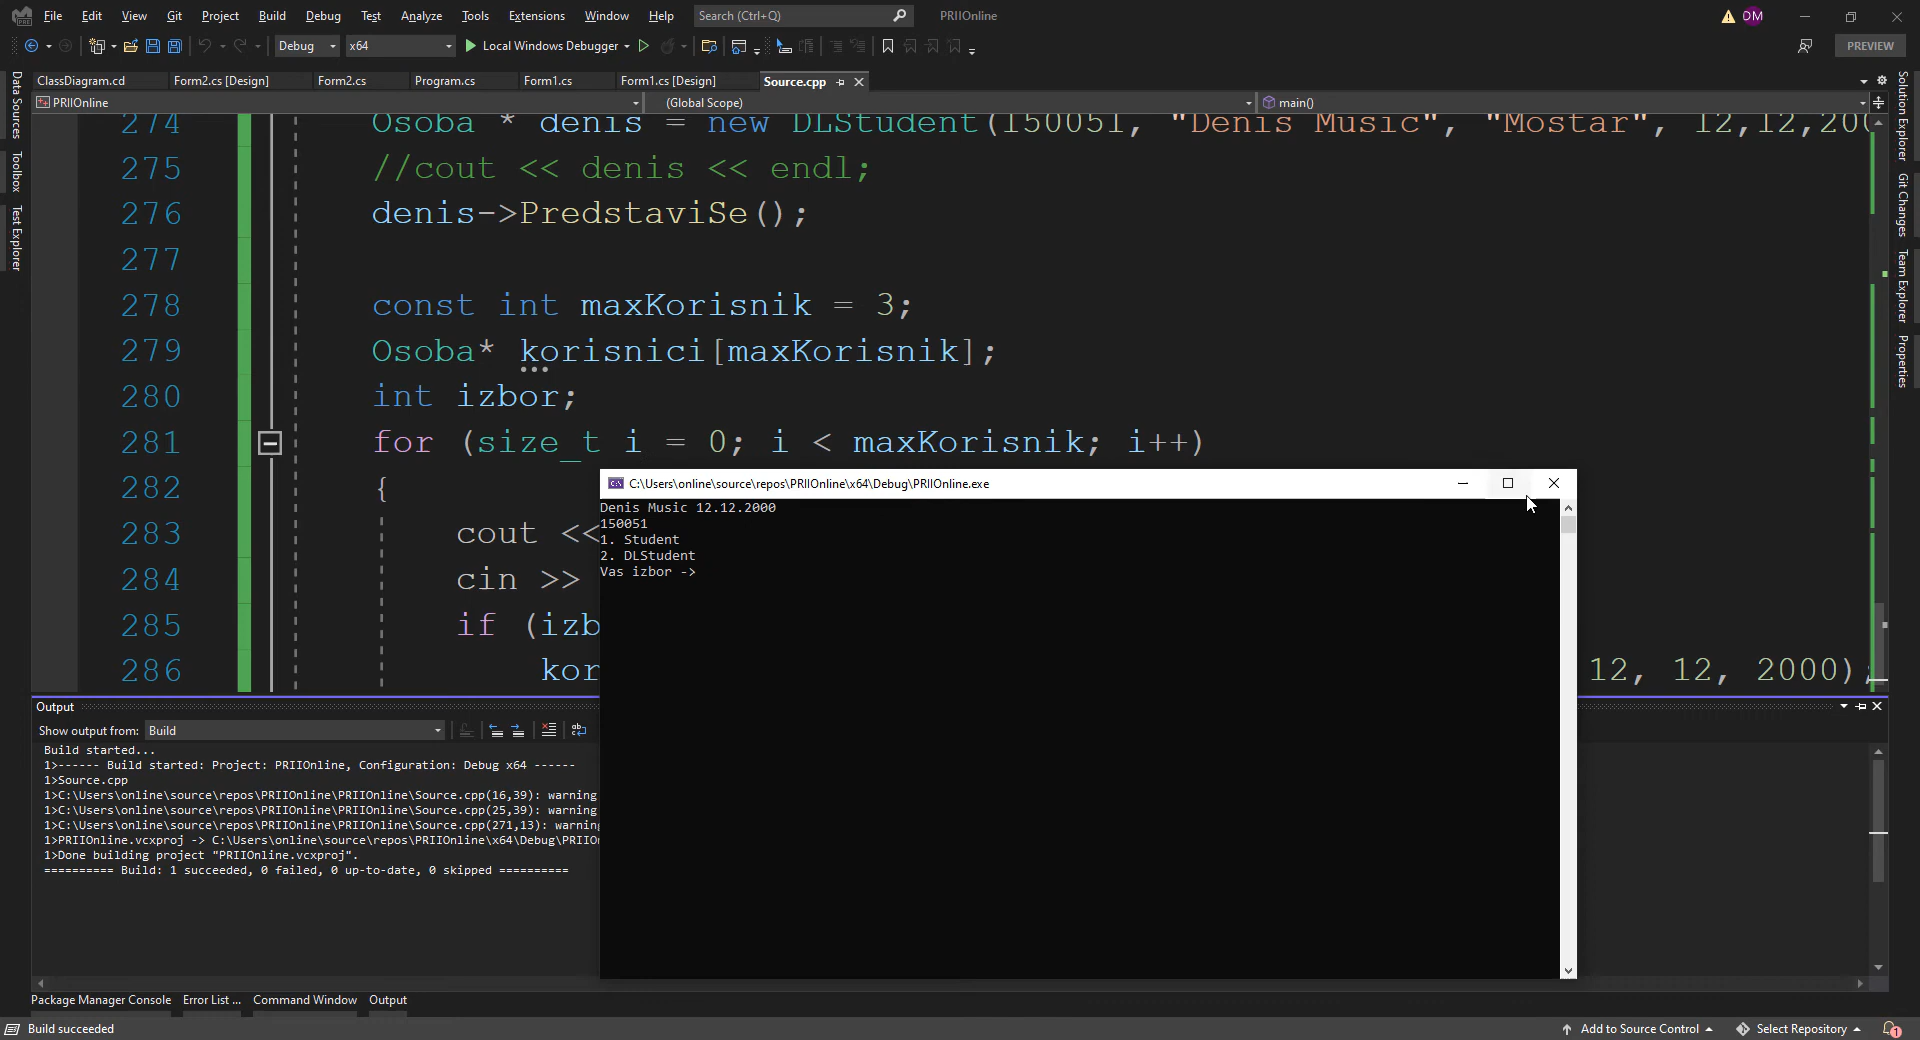 File Edit View Git Project Build Debug Test Analyze Tools Extensions Window Help Search (Ctrl+Q) PRIIOnline DM
Debug x64 Local Windows Debugger PREVIEW
ClassDiagram.cd Form2.cs [Design] Form2.cs Program.cs Form1.cs Form1.cs [Design] Source.cpp
PRIIOnline (Global Scope) main()
Data Sources
Toolbox
Test Explorer
Solution Explorer
Git Changes
Team Explorer
Properties
274 Osoba * denis = new DLStudent(150051, "Denis Music", "Mostar", 12,12,200
275 //cout << denis << endl;
276 denis->PredstaviSe();
277
278 const int maxKorisnik = 3;
279 Osoba* korisnici[maxKorisnik];
280 int izbor;
281 for (size_t i = 0; i < maxKorisnik; i++)
282 {
283 cout <<
284 cin >>
285 if (izb
286 kor 12, 12, 2000);
C:\Users\online\source\repos\PRIIOnline\x64\Debug\PRIIOnline.exe
Denis Music 12.12.2000
150051
1. Student
2. DLStudent
Vas izbor ->
Output
Show output from: Build
Build started...
1>------ Build started: Project: PRIIOnline, Configuration: Debug x64 ------
1>Source.cpp
1>C:\Users\online\source\repos\PRIIOnline\PRIIOnline\Source.cpp(16,39): warning
1>C:\Users\online\source\repos\PRIIOnline\PRIIOnline\Source.cpp(25,39): warning
1>C:\Users\online\source\repos\PRIIOnline\PRIIOnline\Source.cpp(271,13): warning
1>PRIIOnline.vcxproj -> C:\Users\online\source\repos\PRIIOnline\x64\Debug\PRIIO
1>Done building project "PRIIOnline.vcxproj".
========== Build: 1 succeeded, 0 failed, 0 up-to-date, 0 skipped ==========
Package Manager Console Error List ... Command Window Output
Build succeeded Add to Source Control Select Repository 1